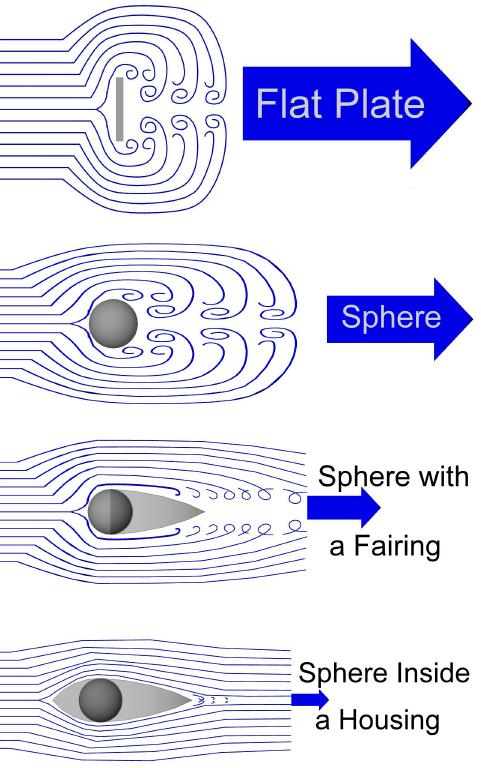 Flat Plate
Sphere
Sphere with
a Fairing
Sphere Inside
a Housing